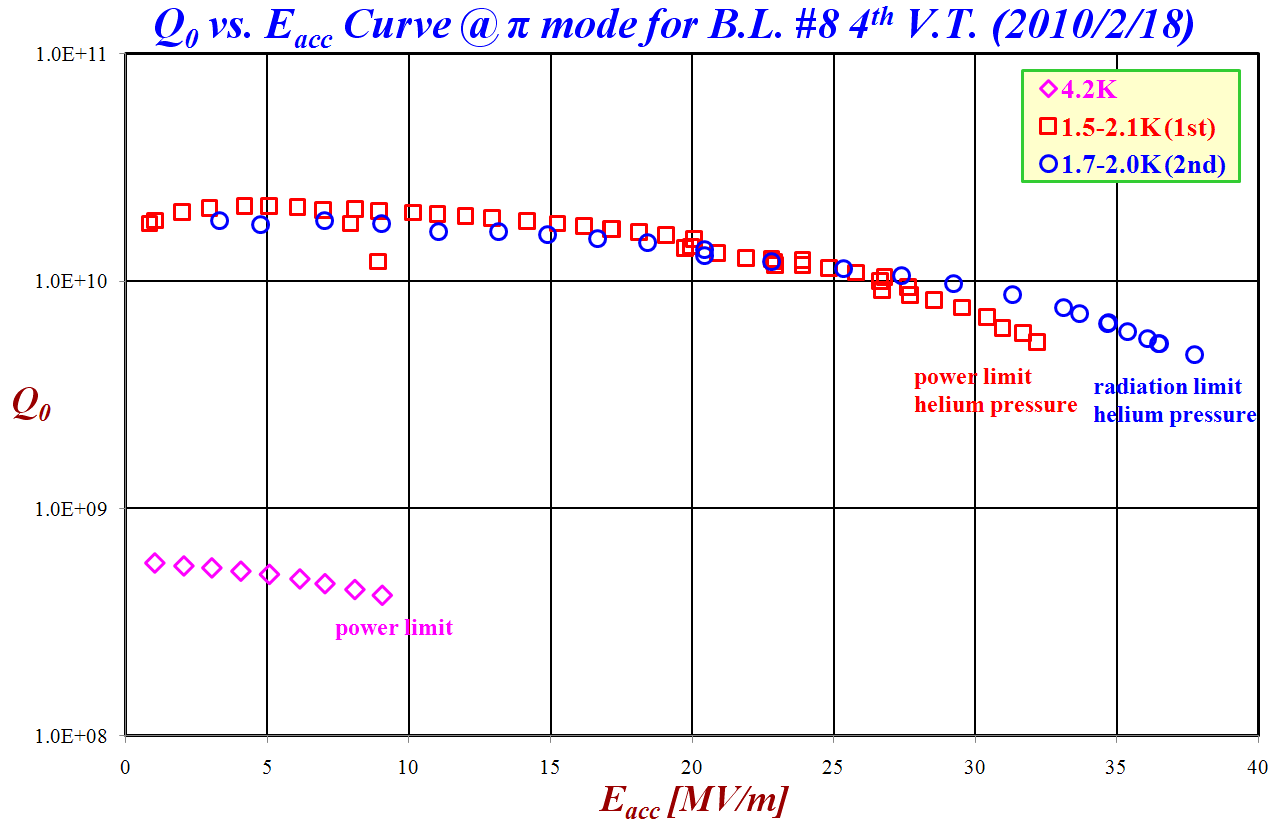 Q0 vs. Eacc Curve @ π mode for B.L. #8 4th V.T. (2010/2/18)
1.0E+11
4.2K
1.5-2.1K(1st)
1.7-2.0K(2nd)
1.0E+10
power limit
helium pressure
radiation limit
helium pressure
Q0
1.0E+09
power limit
1.0E+08
0 5 10 15 20 25 30 35 40
Eacc [MV/m]